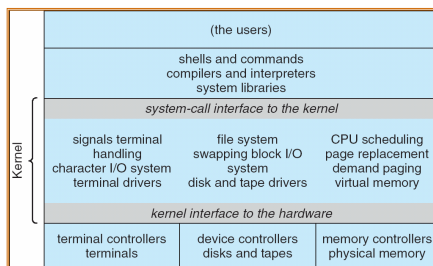 (the users)
shells and commands
compilers and interpreters
system libraries
Kernel
system-call interface to the kernel
signals terminal
handling
character I/O system
terminal drivers
file system
swapping block I/O
system
disk and tape drivers
CPU scheduling
page replacement
demand paging
virtual memory
kernel interface to the hardware
terminal controllers
terminals
device controllers
disks and tapes
memory controllers
physical memory